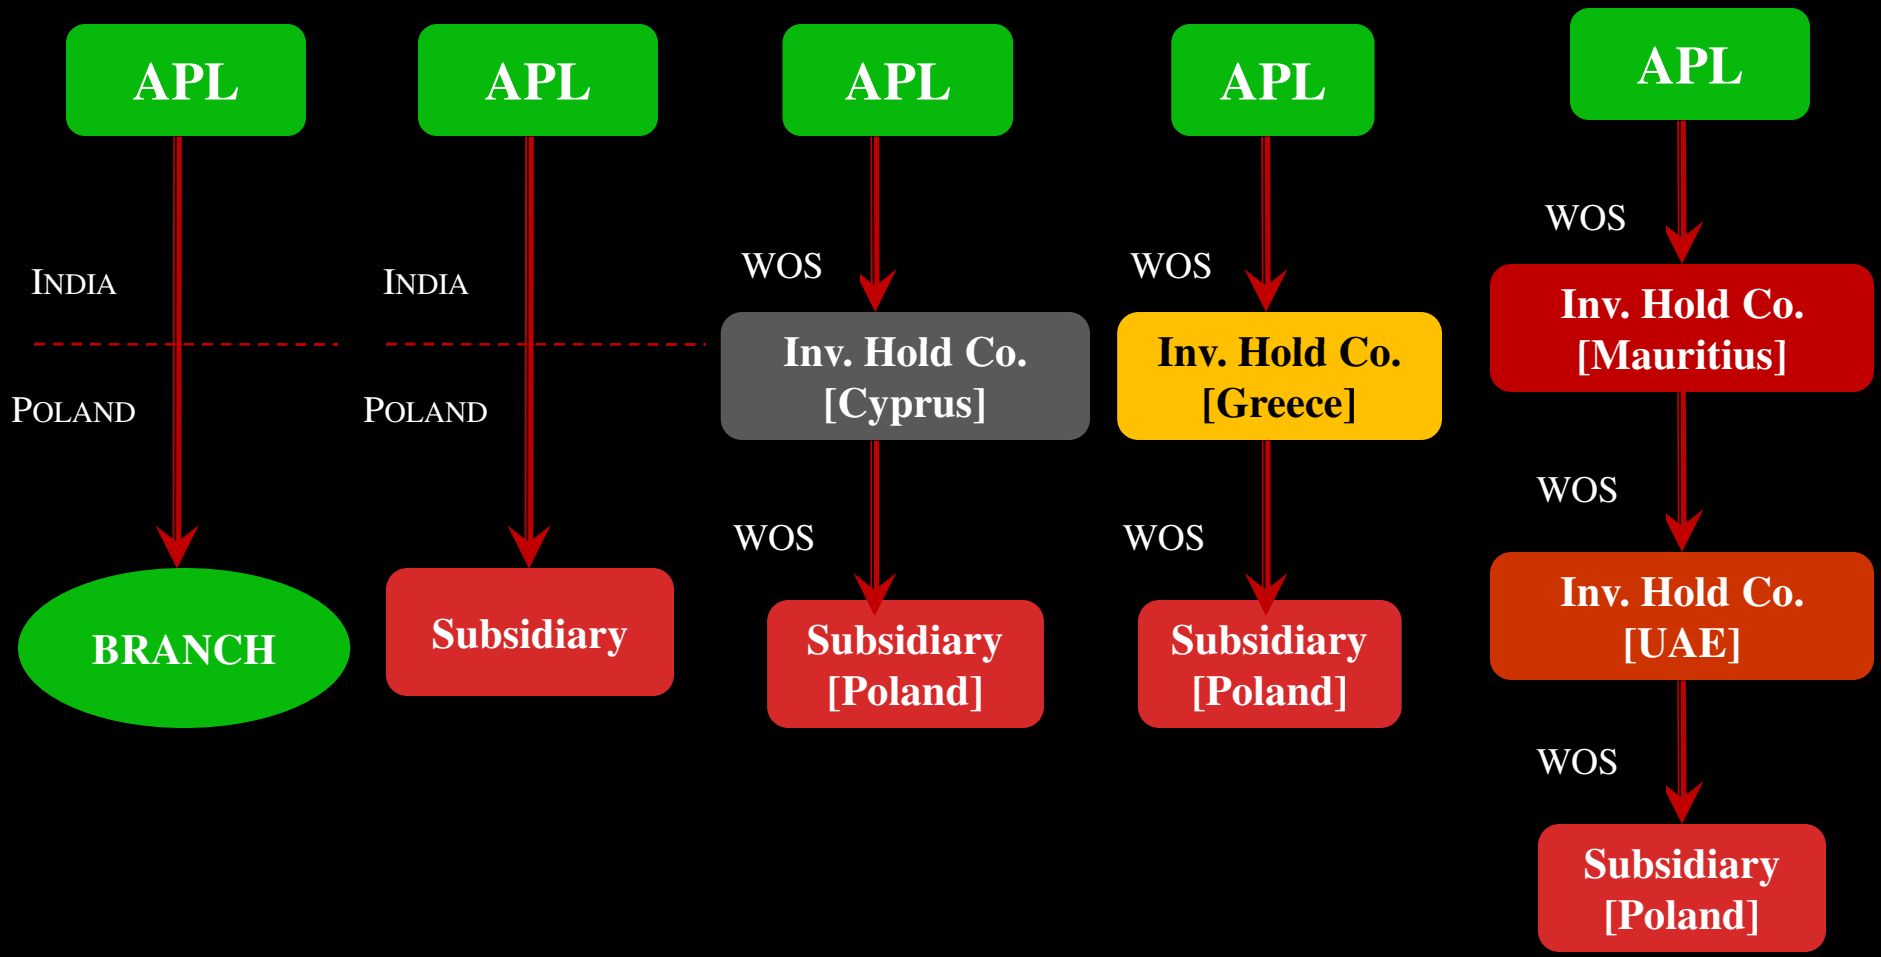 APL
INDIA
POLAND
BRANCH
APL
INDIA
POLAND
Subsidiary
APL
WOS
Inv. Hold Co.
[Cyprus]
WOS
Subsidiary
[Poland]
APL
WOS
Inv. Hold Co.
[Greece]
WOS
Subsidiary
[Poland]
APL
WOS
Inv. Hold Co.
[Mauritius]
WOS
Inv. Hold Co.
[UAE]
WOS
Subsidiary
[Poland]